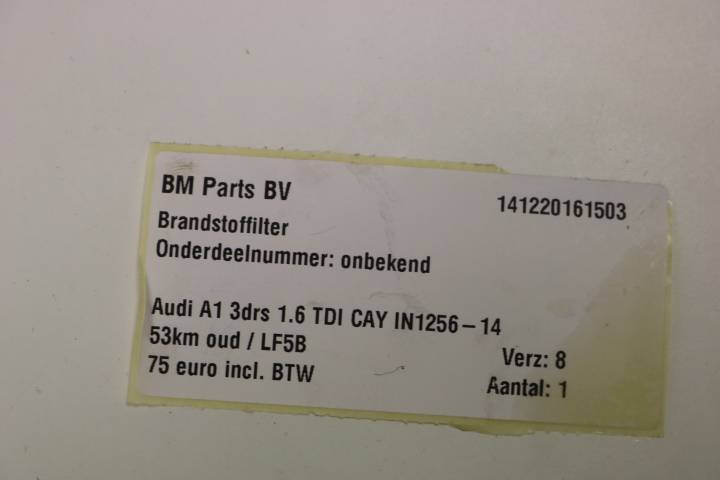 BM Parts BV
141220161503
Brandstoffilter
Onderdeelnummer: onbekend
Audi A1 3drs 1.6 TDI CAY IN1256-14
53km oud / LF5B
Verz: 8
75 euro incl. BTW
Aantal: 1